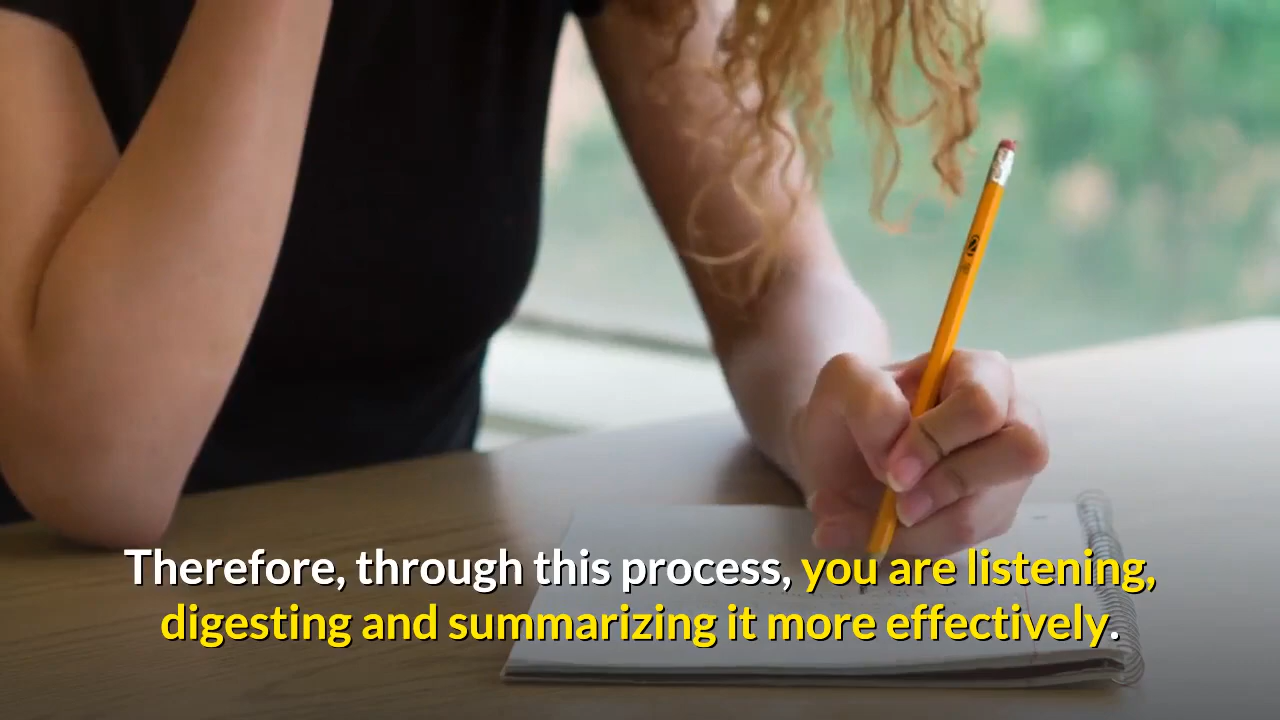 Therefore, through this process, you are listening,
digesting and summarizing it more effectively.